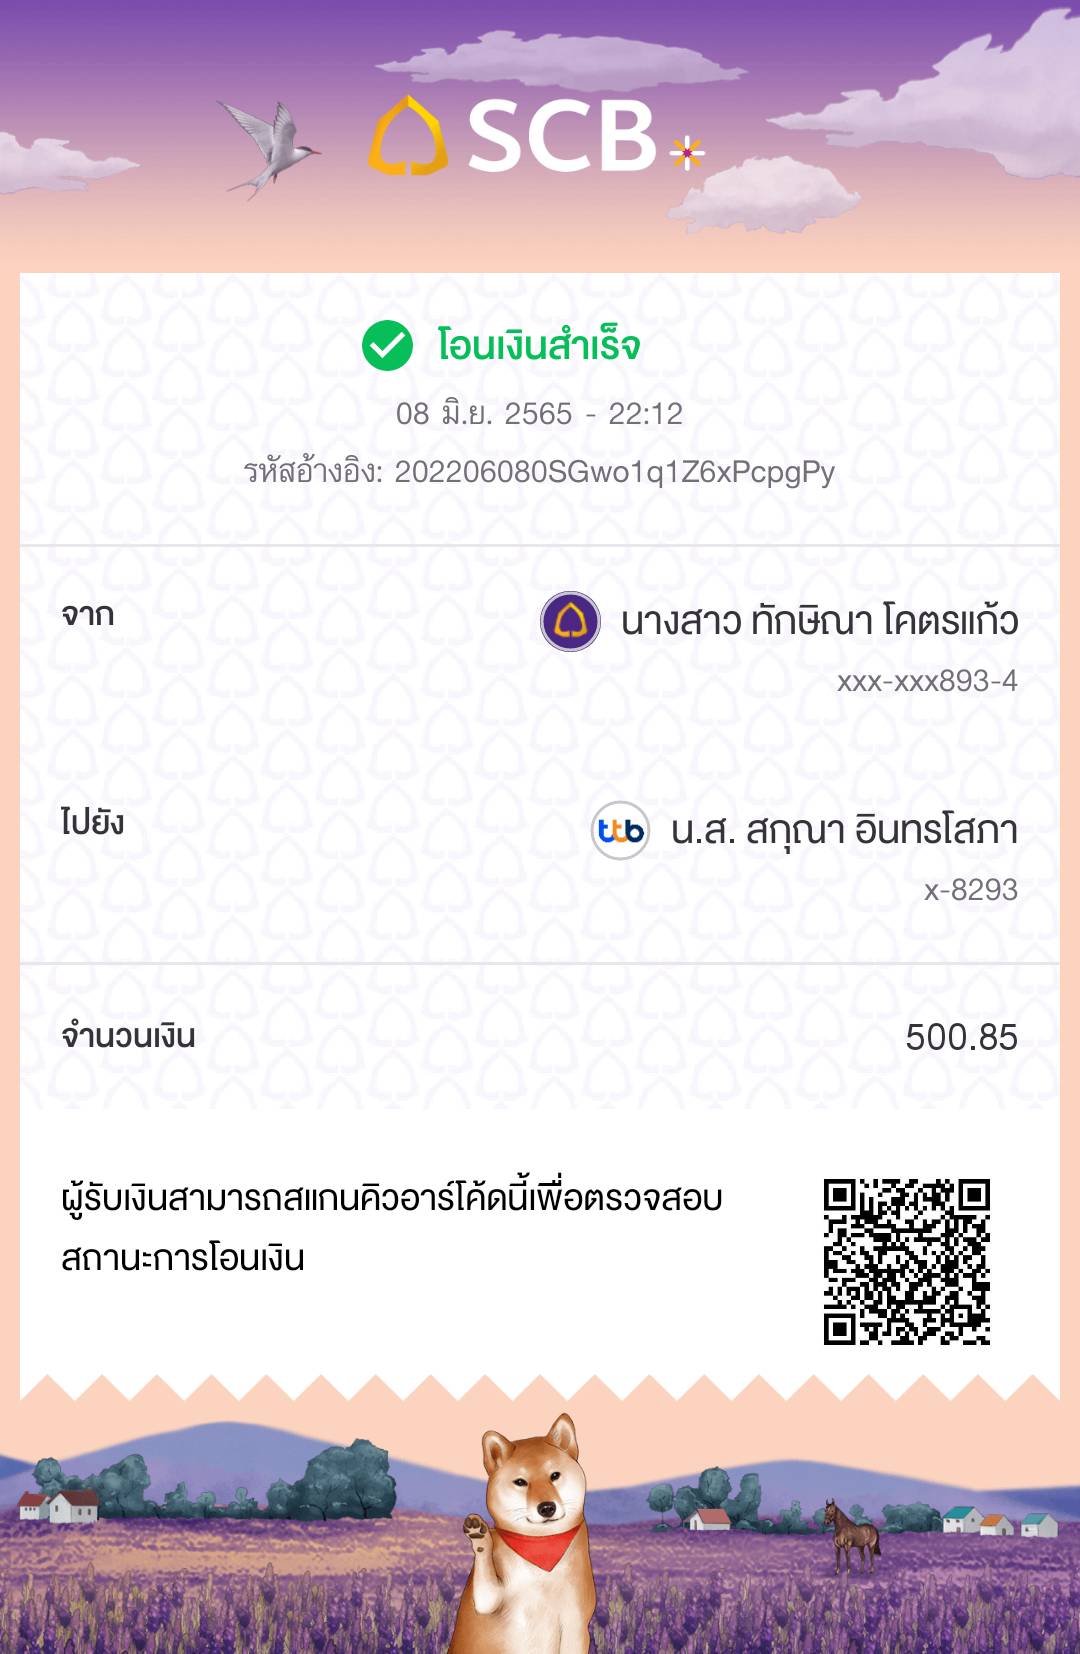 SCB
โอนเงินสำเร็จ
08 มิ.ย. 2565 - 22:12
รหัสอ้างอิง: 202206080SGwo1q1Z6xPcpgPy
จาก
นางสาว ทักษิณา โคตรแก้ว
xxx-xxx893-4
ไปยัง
ttb น.ส. สกุณา อินทรโสภา
x-8293
จำนวนเงิน 500.85
ผู้รับเงินสามารถสแกนคิวอาร์โค้ดนี้เพื่อตรวจสอบ
สถานะการโอนเงิน